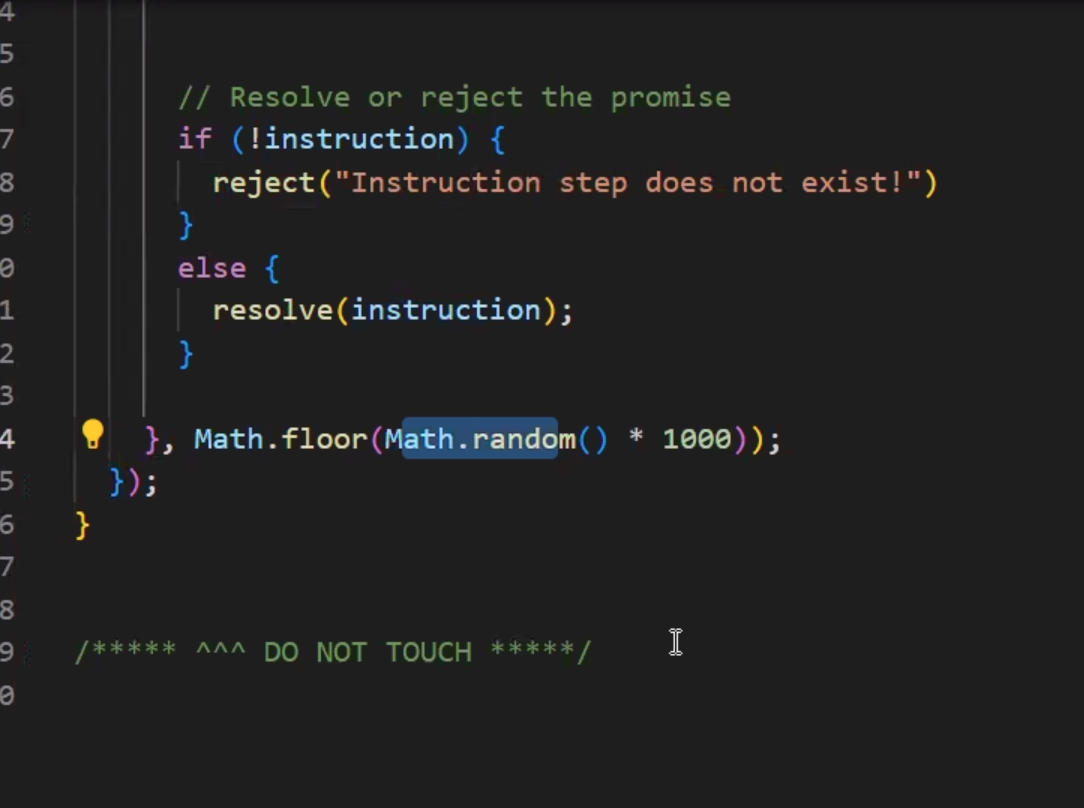 4
5
6 // Resolve or reject the promise
7 if (!instruction) {
8 reject("Instruction step does not exist!")
9 }
0 else {
1 resolve(instruction);
2 }
3
4 }, Math.floor(Math.random() * 1000));
5 });
6 }
7
8
9 /***** ^^^ DO NOT TOUCH *****/
0